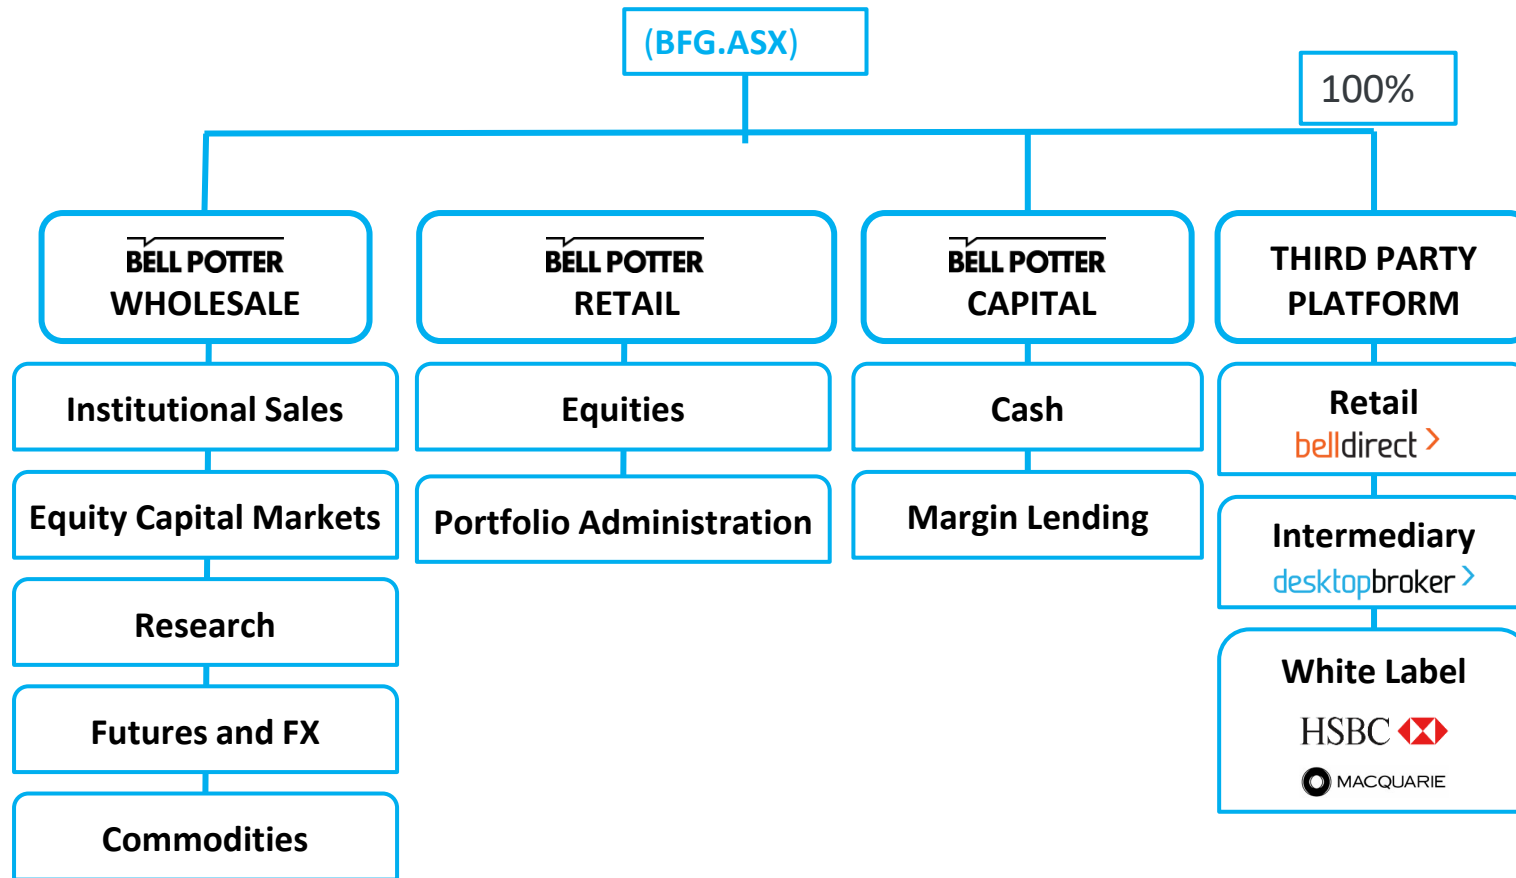 (BFG.ASX)
100%
BELL POTTER
WHOLESALE
Institutional Sales
Equity Capital Markets
Research
Futures and FX
Commodities
BELL POTTER
RETAIL
Equities
Portfolio Administration
BELL POTTER
CAPITAL
Cash
Margin Lending
THIRD PARTY
PLATFORM
Retail
belldirect
Intermediary
desktopbroker
White Label
HSBC
MACQUARIE